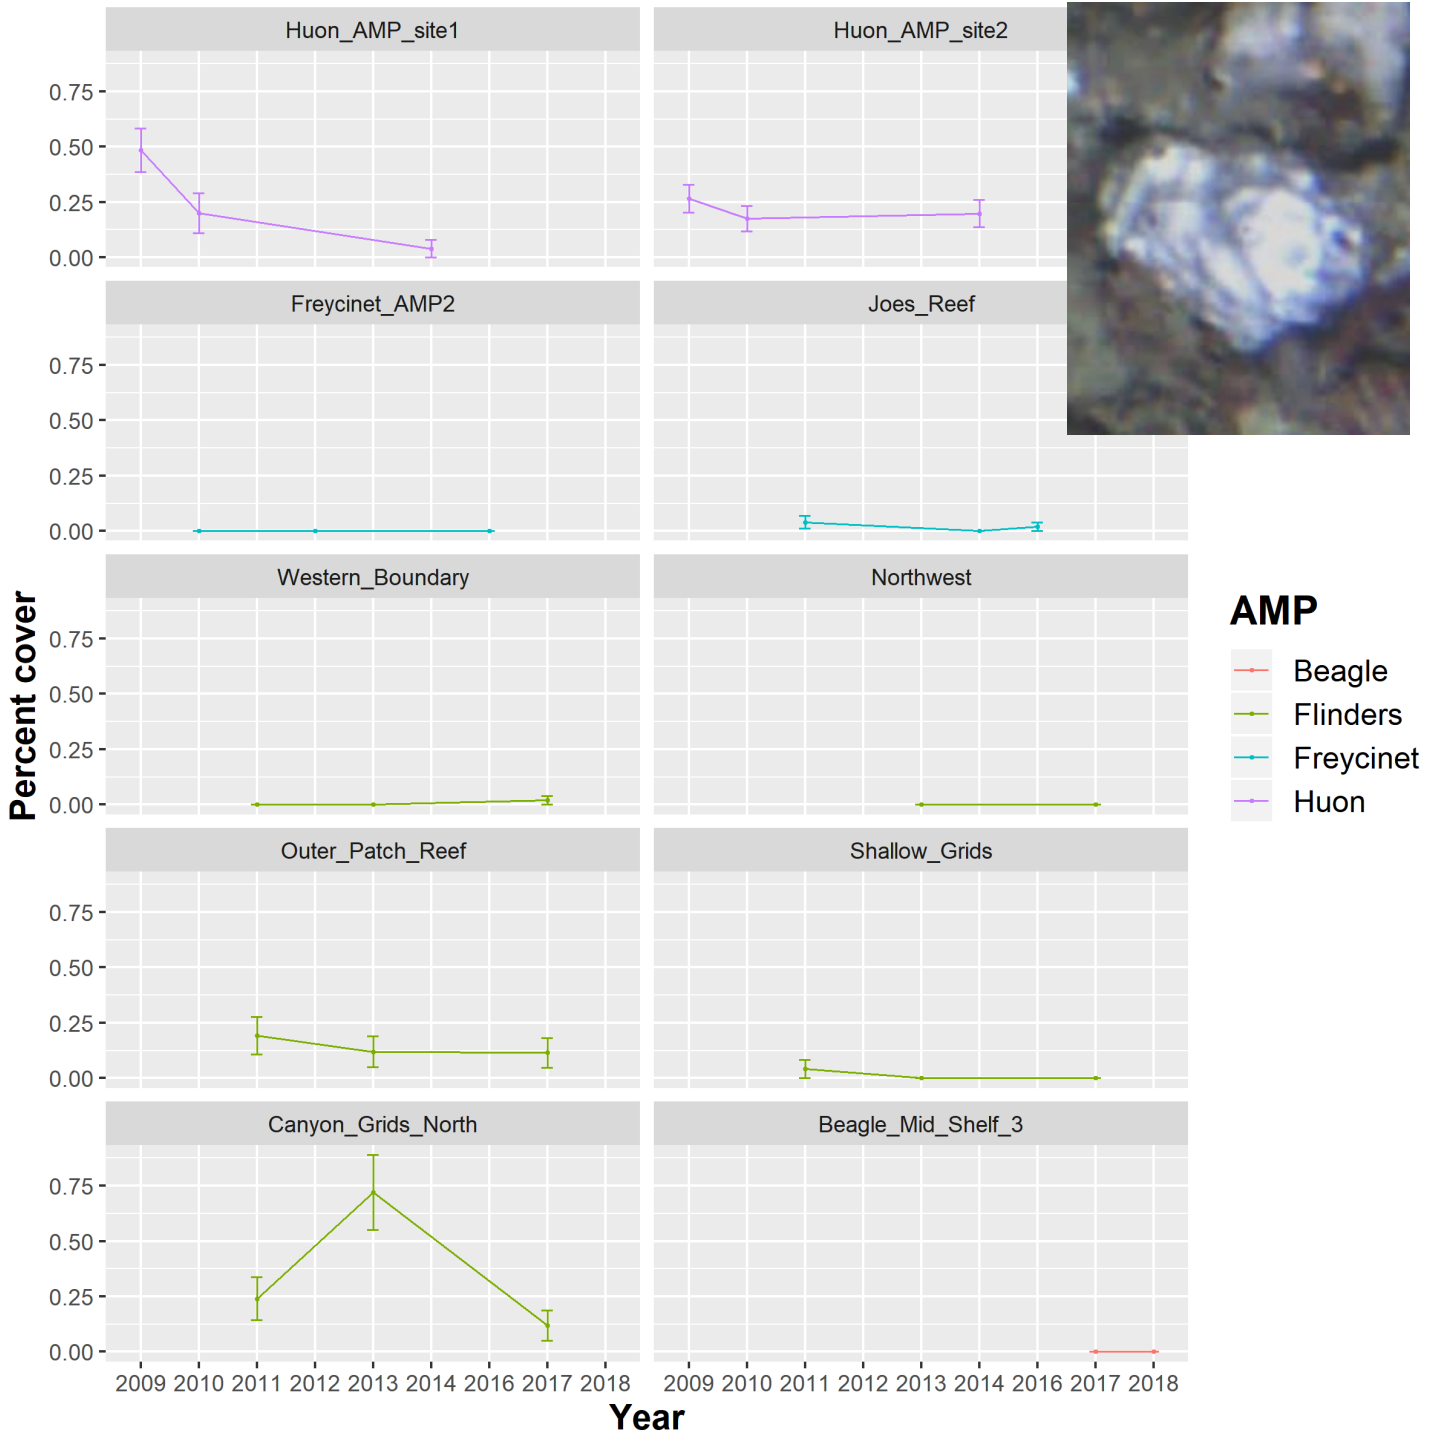 Huon_AMP_site1
Huon_AMP_site2
0.75
0.50
0.25
0.00
Freycinet_AMP2
Joes_Reef
0.75
0.50
0.25
0.00
Western_Boundary
Northwest
0.75
0.50
0.25
0.00
Outer_Patch_Reef
Shallow_Grids
0.75
0.50
0.25
0.00
Canyon_Grids_North
Beagle_Mid_Shelf_3
0.75
0.50
0.25
0.00
2009 2010 2011 2012 2013 2014 2016 2017 2018
2009 2010 2011 2012 2013 2014 2016 2017 2018
Year
Percent cover
AMP
Beagle
Flinders
Freycinet
Huon